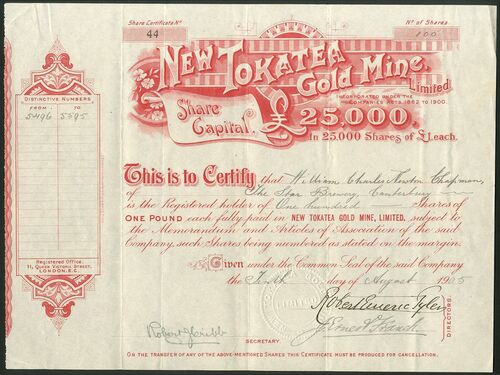 Share Certificate No
44
No of Shares
100
NEW TOKATEA
Gold Mine.
Limited
INCORPORATED UNDER THE
COMPANIES ACTS, 1862 TO 1900.
Share
Capital.
£25,000.
In 25,000 Shares of £1 each.
DISTINCTIVE NUMBERS
FROM
5496 5595
This is to Certify that William Charles Newton Chapman,
of The Star Brewery, Canterbury
is the Registered holder of One hundred Shares of
ONE POUND each fully paid in NEW TOKATEA GOLD MINE, LIMITED, subject to
the Memorandum and Articles of Association of the said
Company, such Shares being numbered as stated on the margin.
Given under the Common Seal of the said Company
the Tenth day of August 1905
Registered Office:
11, QUEEN VICTORIA STREET,
LONDON, E.C.
DIRECTORS.
SECRETARY.
ON THE TRANSFER OF ANY OF THE ABOVE-MENTIONED SHARES THIS CERTIFICATE MUST BE PRODUCED FOR CANCELLATION.